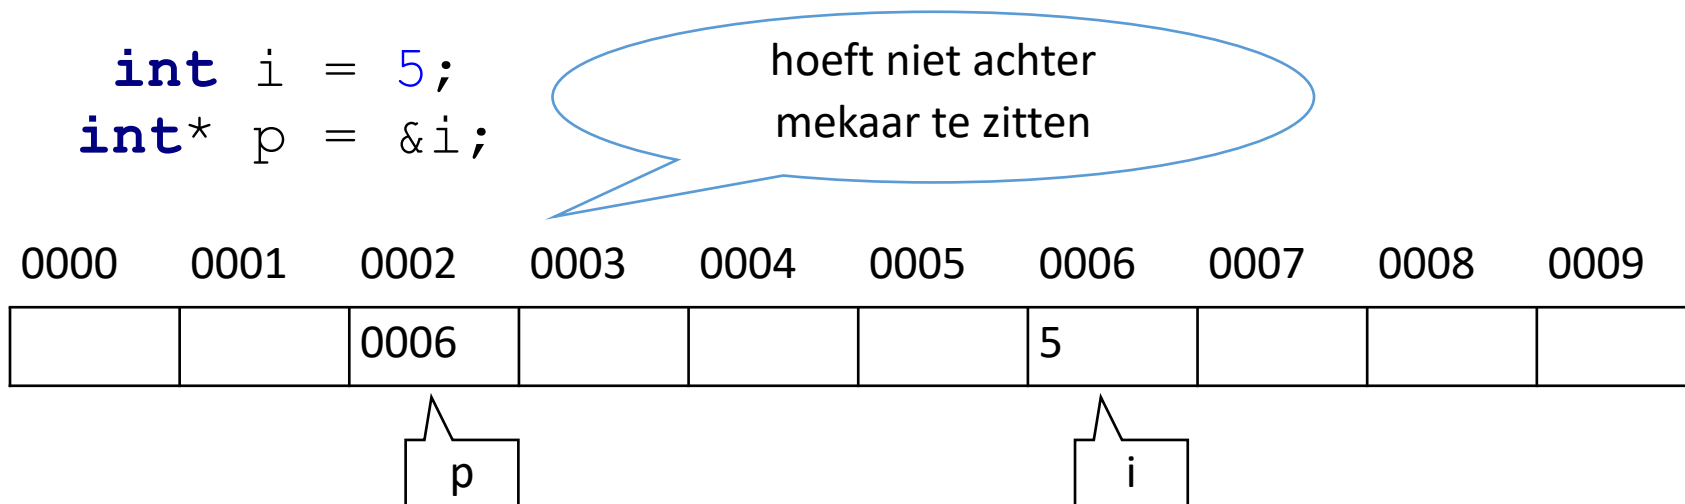 int i = 5;
int* p = &i;
hoeft niet achter
mekaar te zitten
0000 0001 0002 0003 0004 0005 0006 0007 0008 0009
0006 5
p i